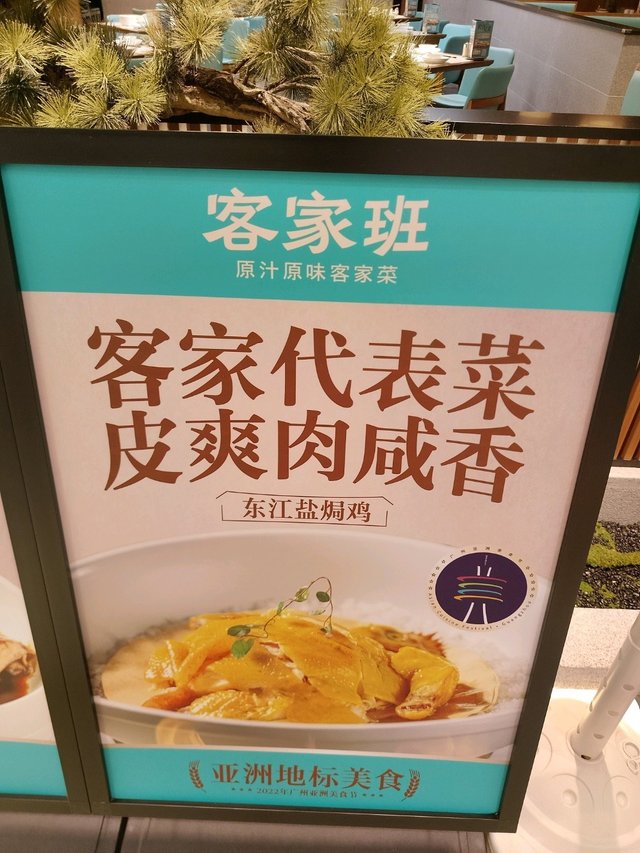 客家班
原汁原味客家菜
客家代表菜
皮爽肉咸香
东江盐焗鸡
亚洲地标美食
2022年广州亚洲美食节